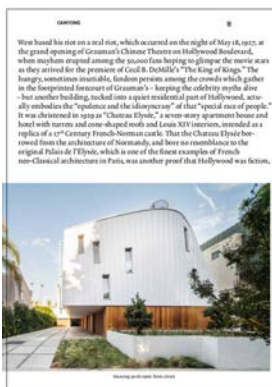 CANYONS
West based his riot on a real riot, which occurred on the night of May 18, 1927, at
the grand opening of Grauman's Chinese Theatre on Hollywood Boulevard,
when mayhem erupted among the 50,000 fans hoping to glimpse the movie stars
as they arrived for the premiere of Cecil B. DeMille's "The King of Kings." The
hungry, sometimes insatiable, fandom persists among the crowds which gather
in the footprinted forecourt of Grauman's – keeping the celebrity myths alive
– but another building, tucked into a quiet residential part of Hollywood, actu-
ally embodies the "opulence and the idiosyncrasy" of that "special race of people."
It was christened in 1929 as "Chateau Elysée," a seven-story apartment house and
hotel with turrets and cone-shaped roofs and Louis XIV interiors, intended as a
replica of a 17th Century French-Norman castle. That the Chateau Elysée bor-
rowed from the architecture of Normandy, and bore no resemblance to the
original Palais de l'Elysée, which is one of the finest examples of French
neo-Classical architecture in Paris, was another proof that Hollywood was fiction,